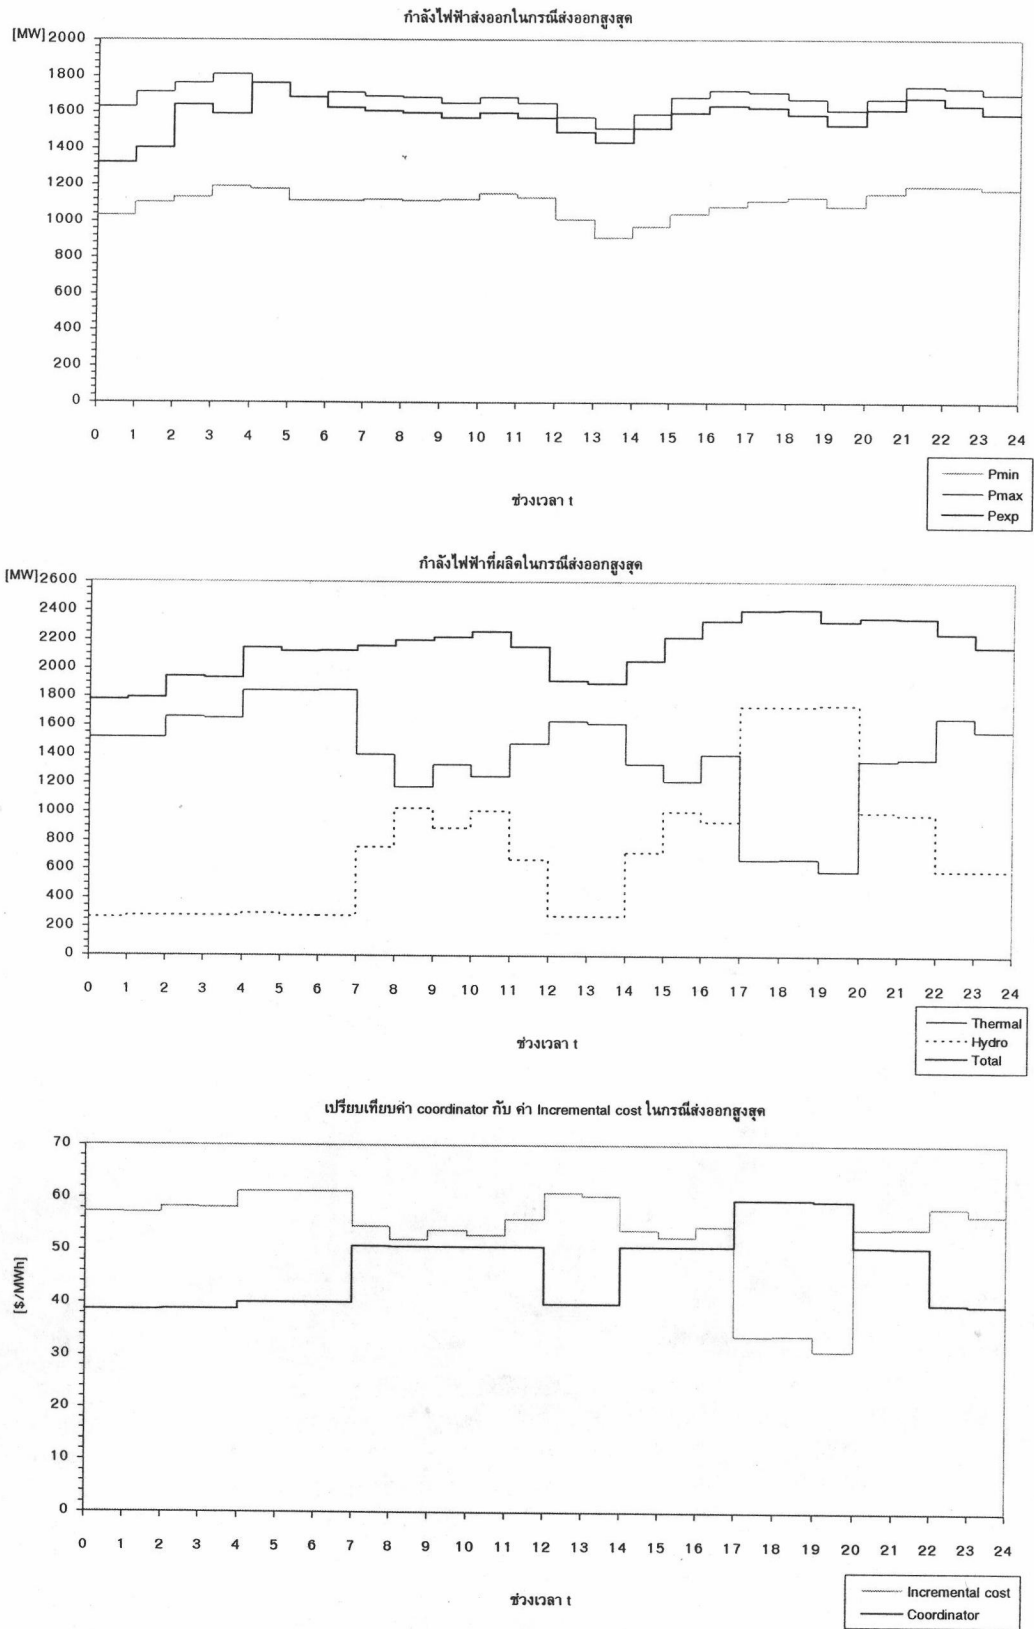 กำลังไฟฟ้าส่งออกในกรณีส่งออกสูงสุด
[MW] 2000
1800
1600
1400
1200
1000
800
600
400
200
0
0 1 2 3 4 5 6 7 8 9 10 11 12 13 14 15 16 17 18 19 20 21 22 23 24
ช่วงเวลา t
Pmin
Pmax
Pexp
กำลังไฟฟ้าที่ผลิตในกรณีส่งออกสูงสุด
[MW] 2600
2400
2200
2000
1800
1600
1400
1200
1000
800
600
400
200
0
0 1 2 3 4 5 6 7 8 9 10 11 12 13 14 15 16 17 18 19 20 21 22 23 24
ช่วงเวลา t
Thermal
Hydro
Total
เปรียบเทียบค่า coordinator กับ ค่า Incremental cost ในกรณีส่งออกสูงสุด
70
60
50
[$/MWh]
40
30
20
10
0
0 1 2 3 4 5 6 7 8 9 10 11 12 13 14 15 16 17 18 19 20 21 22 23 24
ช่วงเวลา t
Incremental cost
Coordinator